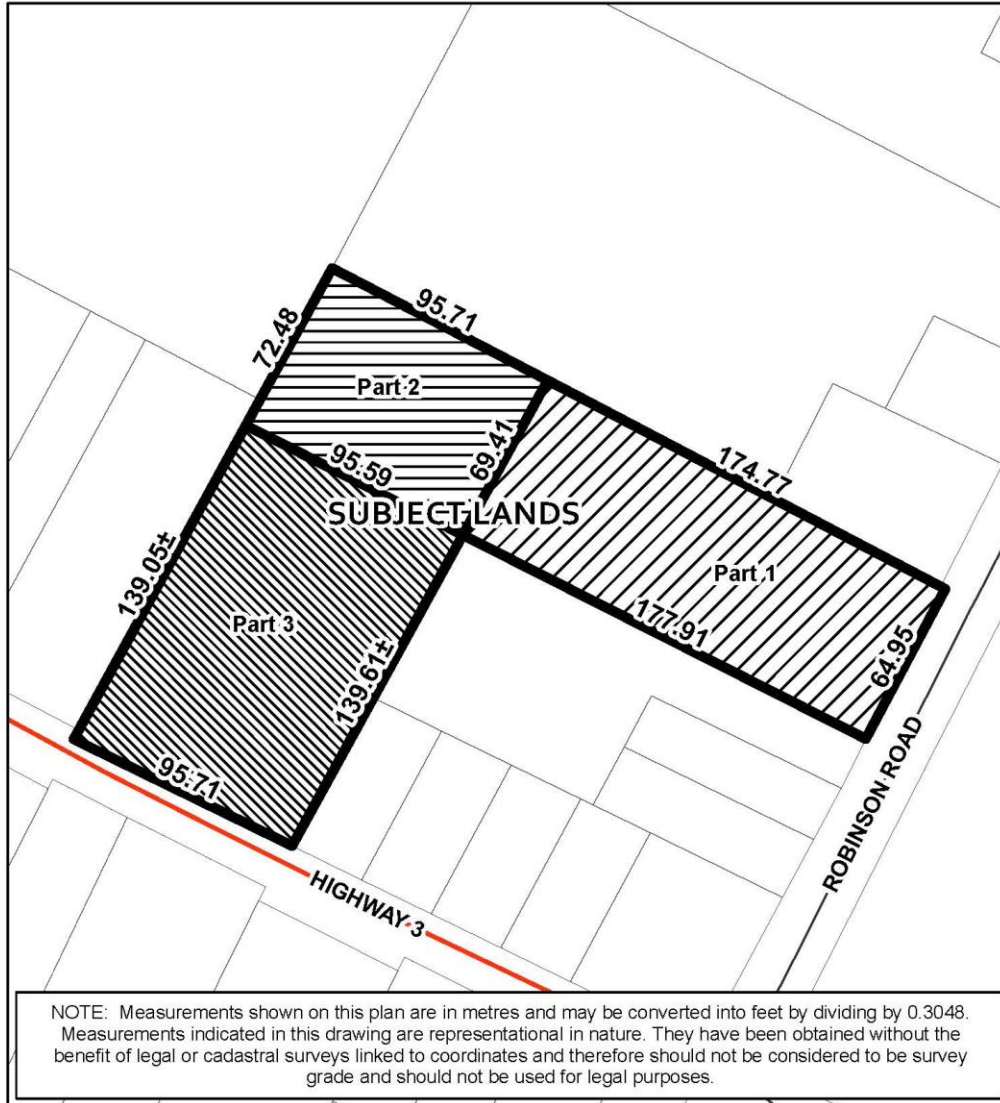 95.71
72.48
Part 2
69.41
95.59
174.77
SUBJECT LANDS
Part 1
139.05±
Part 3
177.91
64.95
139.61±
95.71
ROBINSON ROAD
HIGHWAY 3
NOTE: Measurements shown on this plan are in metres and may be converted into feet by dividing by 0.3048.
Measurements indicated in this drawing are representational in nature. They have been obtained without the
benefit of legal or cadastral surveys linked to coordinates and therefore should not be considered to be survey
grade and should not be used for legal purposes.